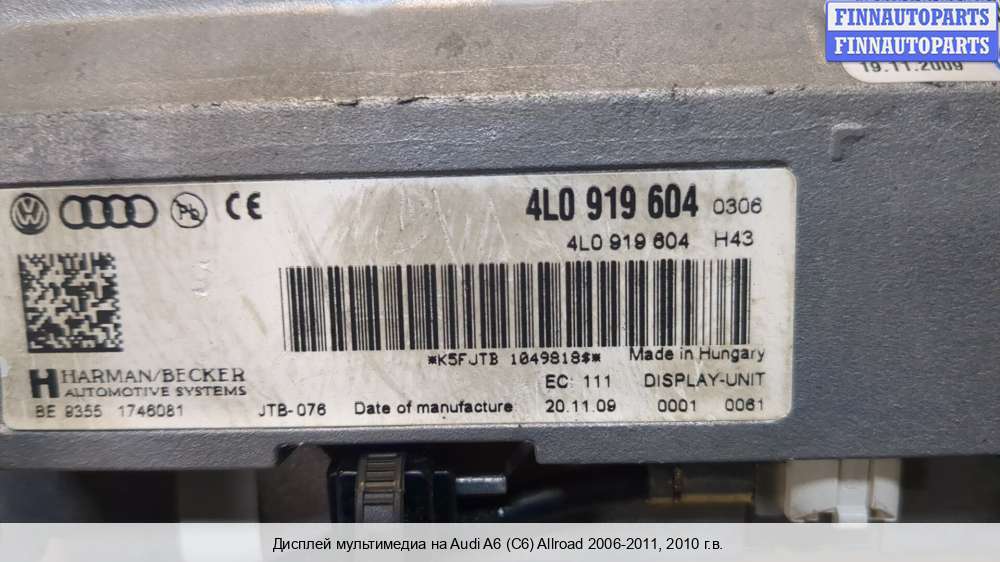 FINNAUTOPARTS
FINNAUTOPARTS
19.11.2009
4L0 919 604 0306
4L0 919 604 H43
*K5FJTB 1049818$* Made in Hungary
HARMAN/BECKER
AUTOMOTIVE SYSTEMS
EC: 111 DISPLAY-UNIT
BE 9355 1746081 JTB-076 Date of manufacture: 20.11.09 0001 0061
Дисплей мультимедиа на Audi A6 (C6) Allroad 2006-2011, 2010 г.в.